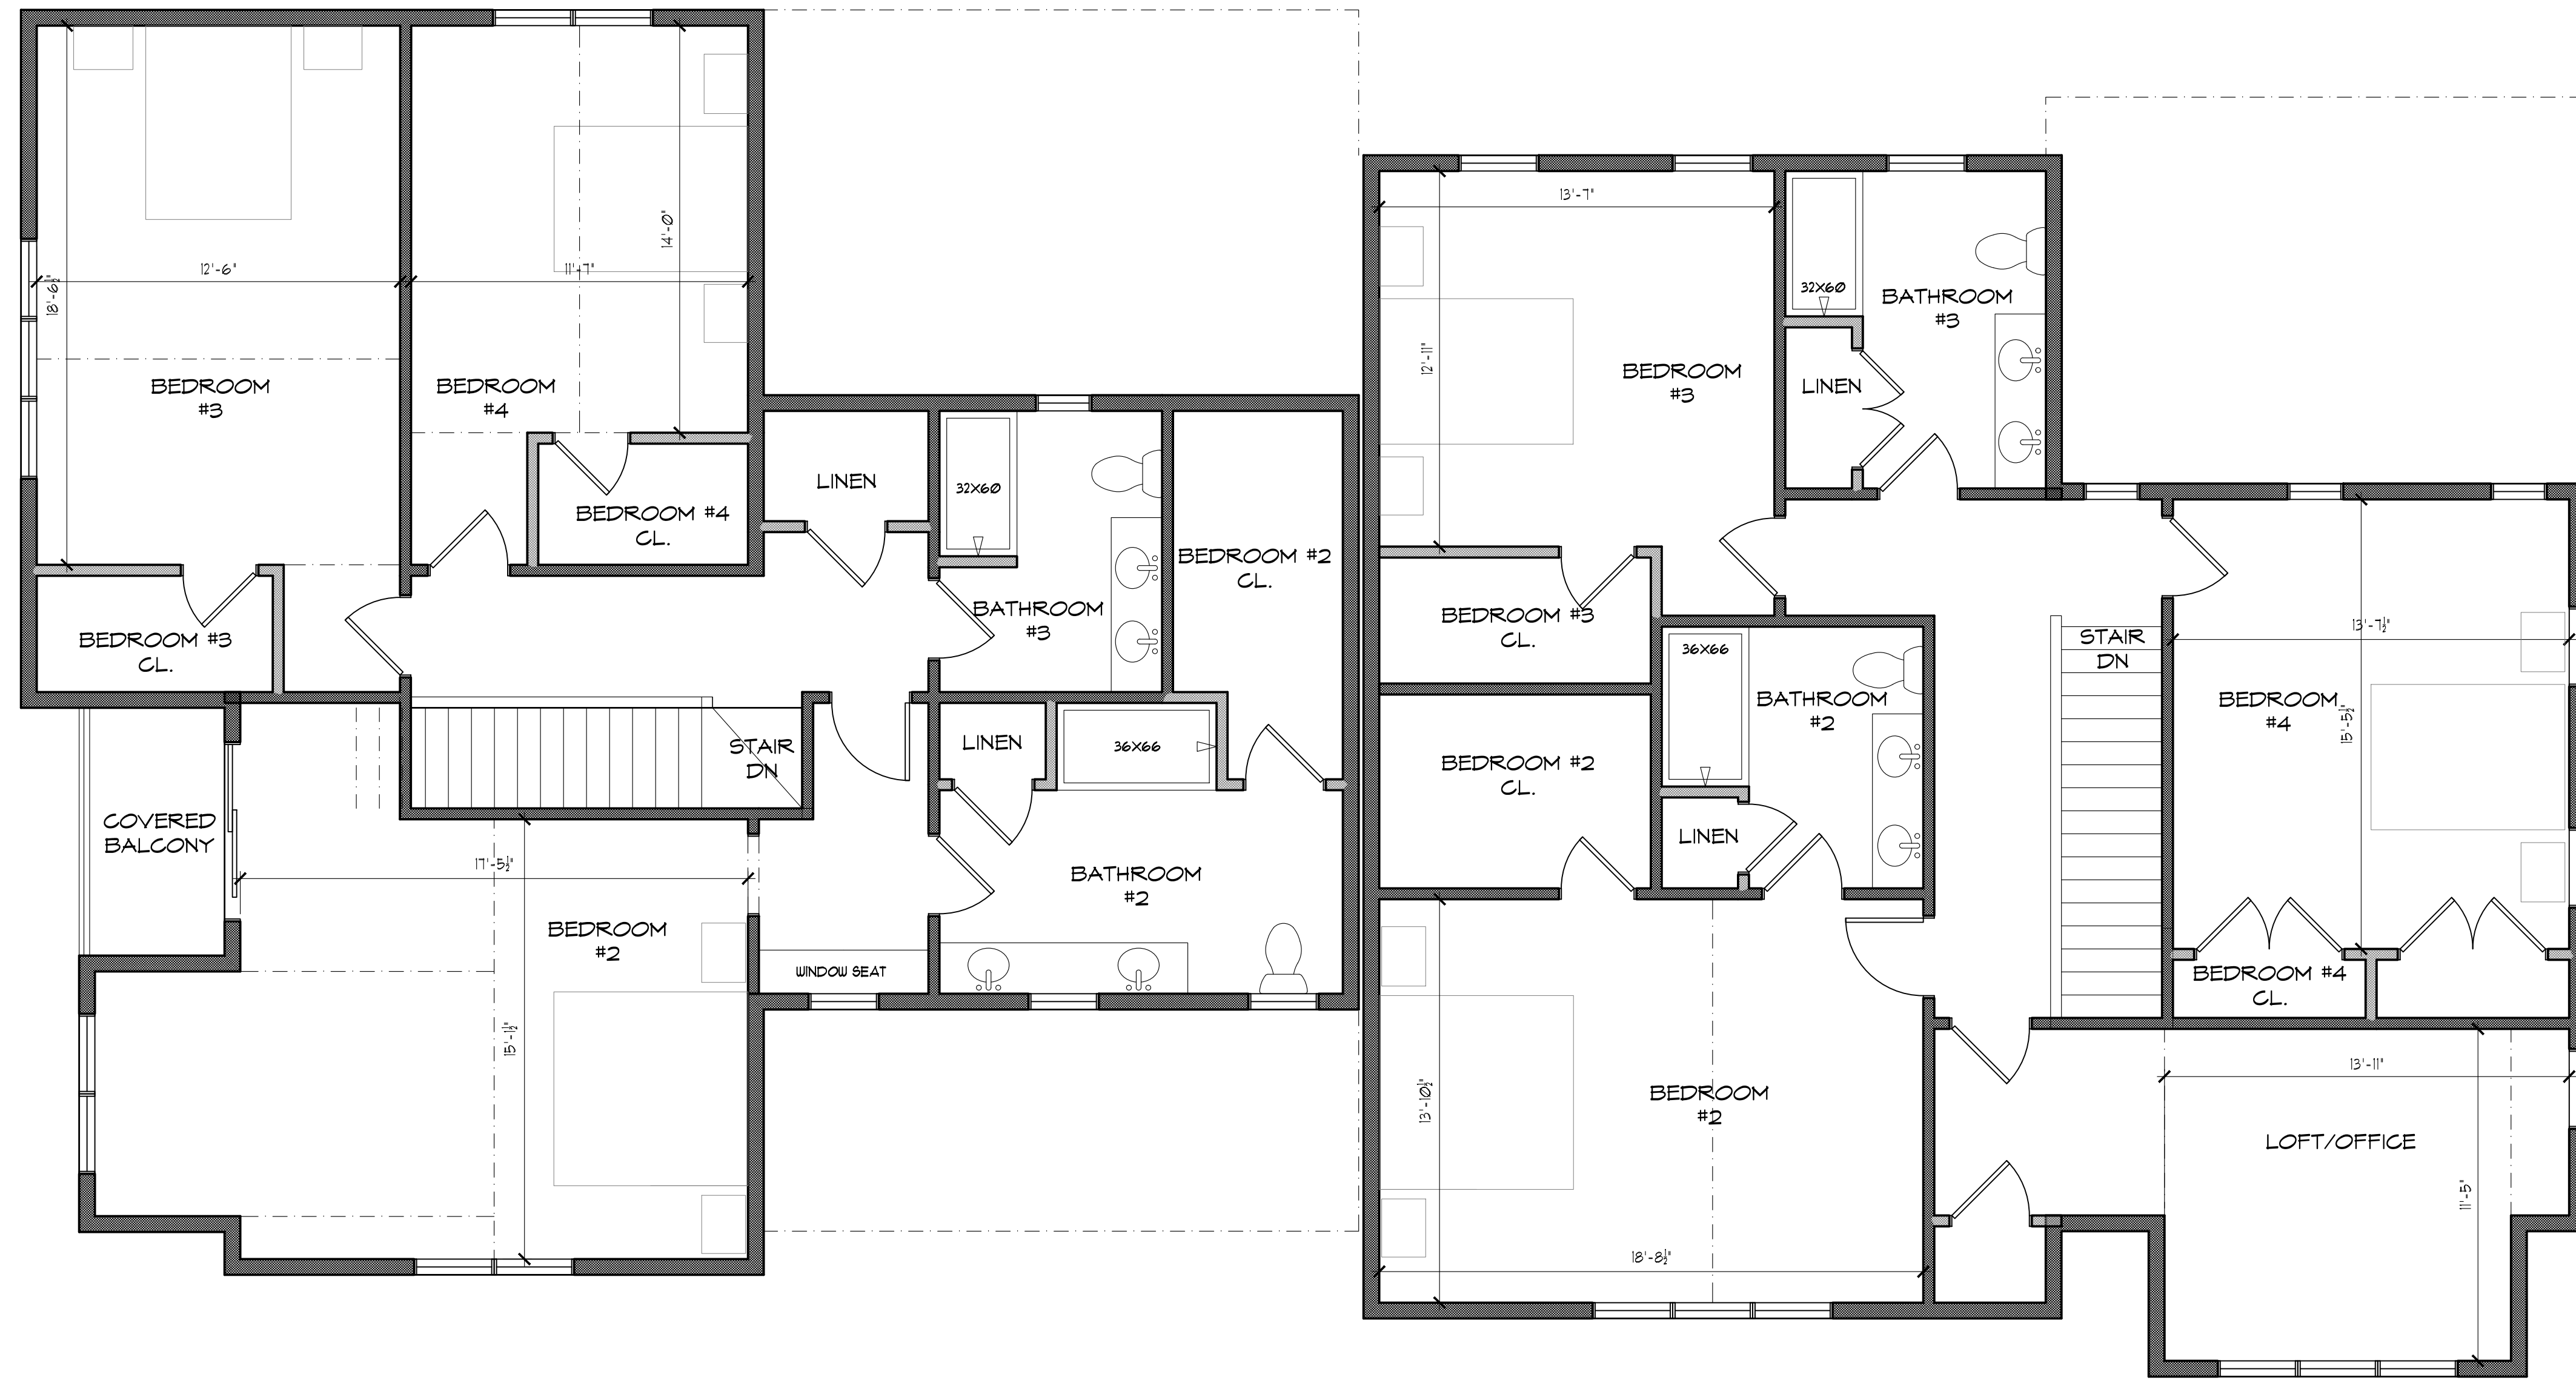 12'-6"
18'-6½"
BEDROOM
#3
14'-0"
11'-7"
BEDROOM
#4
BEDROOM #4
CL.
BEDROOM #3
CL.
LINEN
32X60
BATHROOM
#3
BEDROOM #2
CL.
STAIR
DN
LINEN
36X66
COVERED
BALCONY
17'-5½"
BEDROOM
#2
15'-1½"
WINDOW SEAT
BATHROOM
#2
13'-7"
12'-11"
BEDROOM
#3
32X60
BATHROOM
#3
LINEN
BEDROOM #3
CL.
36X66
BATHROOM
#2
BEDROOM #2
CL.
LINEN
STAIR
DN
13'-7½"
BEDROOM
#4
15'-5½"
BEDROOM #4
CL.
BEDROOM
#2
13'-10½"
18'-8½"
13'-11"
LOFT/OFFICE
11'-5"